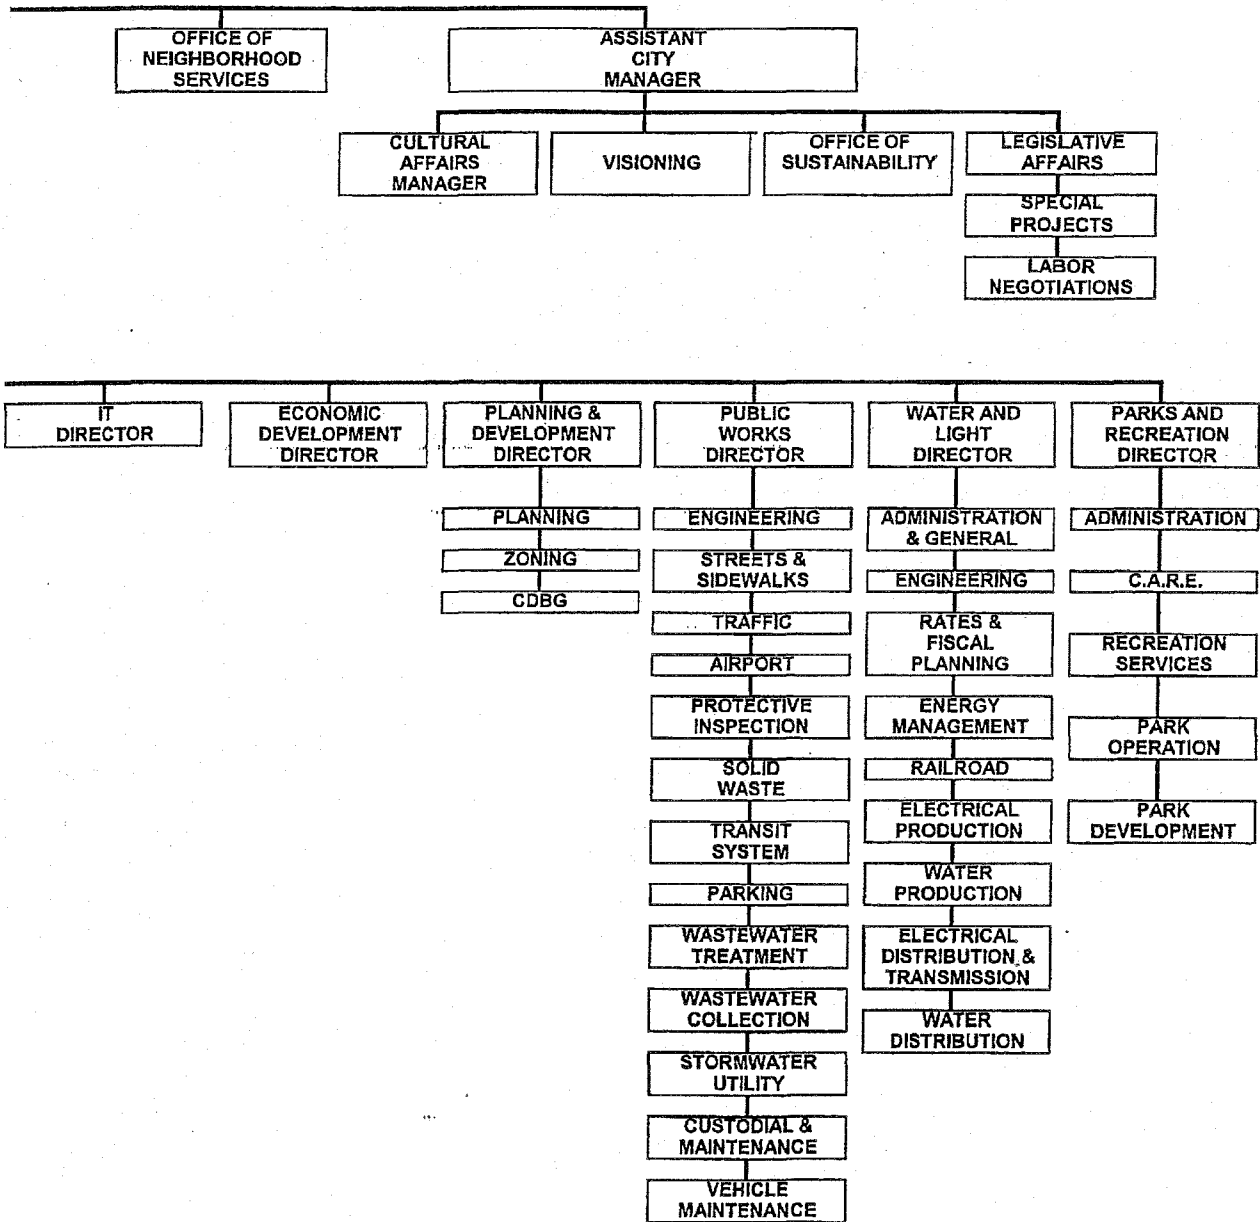 OFFICE OF
NEIGHBORHOOD
SERVICES
ASSISTANT
CITY
MANAGER
CULTURAL
AFFAIRS
MANAGER
VISIONING
OFFICE OF
SUSTAINABILITY
LEGISLATIVE
AFFAIRS
SPECIAL
PROJECTS
LABOR
NEGOTIATIONS
IT
DIRECTOR
ECONOMIC
DEVELOPMENT
DIRECTOR
PLANNING &
DEVELOPMENT
DIRECTOR
PUBLIC
WORKS
DIRECTOR
WATER AND
LIGHT
DIRECTOR
PARKS AND
RECREATION
DIRECTOR
PLANNING
ZONING
CDBG
ENGINEERING
STREETS &
SIDEWALKS
TRAFFIC
AIRPORT
PROTECTIVE
INSPECTION
SOLID
WASTE
TRANSIT
SYSTEM
PARKING
WASTEWATER
TREATMENT
WASTEWATER
COLLECTION
STORMWATER
UTILITY
CUSTODIAL &
MAINTENANCE
VEHICLE
MAINTENANCE
ADMINISTRATION
& GENERAL
ENGINEERING
RATES &
FISCAL
PLANNING
ENERGY
MANAGEMENT
RAILROAD
ELECTRICAL
PRODUCTION
WATER
PRODUCTION
ELECTRICAL
DISTRIBUTION &
TRANSMISSION
WATER
DISTRIBUTION
ADMINISTRATION
C.A.R.E.
RECREATION
SERVICES
PARK
OPERATION
PARK
DEVELOPMENT